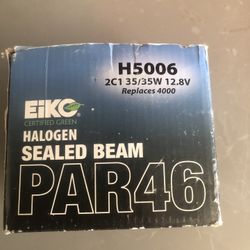 H5006
2C1 35/35W 12.8V
Replaces 4000
EiKO
CERTIFIED GREEN
HALOGEN
SEALED BEAM
PAR46